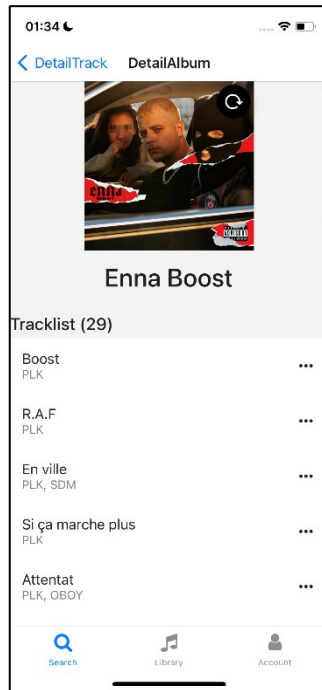 01:34
DetailTrack DetailAlbum
enna
Enna Boost
Tracklist (29)
Boost
PLK
R.A.F
PLK
En ville
PLK, SDM
Si ça marche plus
PLK
Attentat
PLK, OBOY
Search Library Account